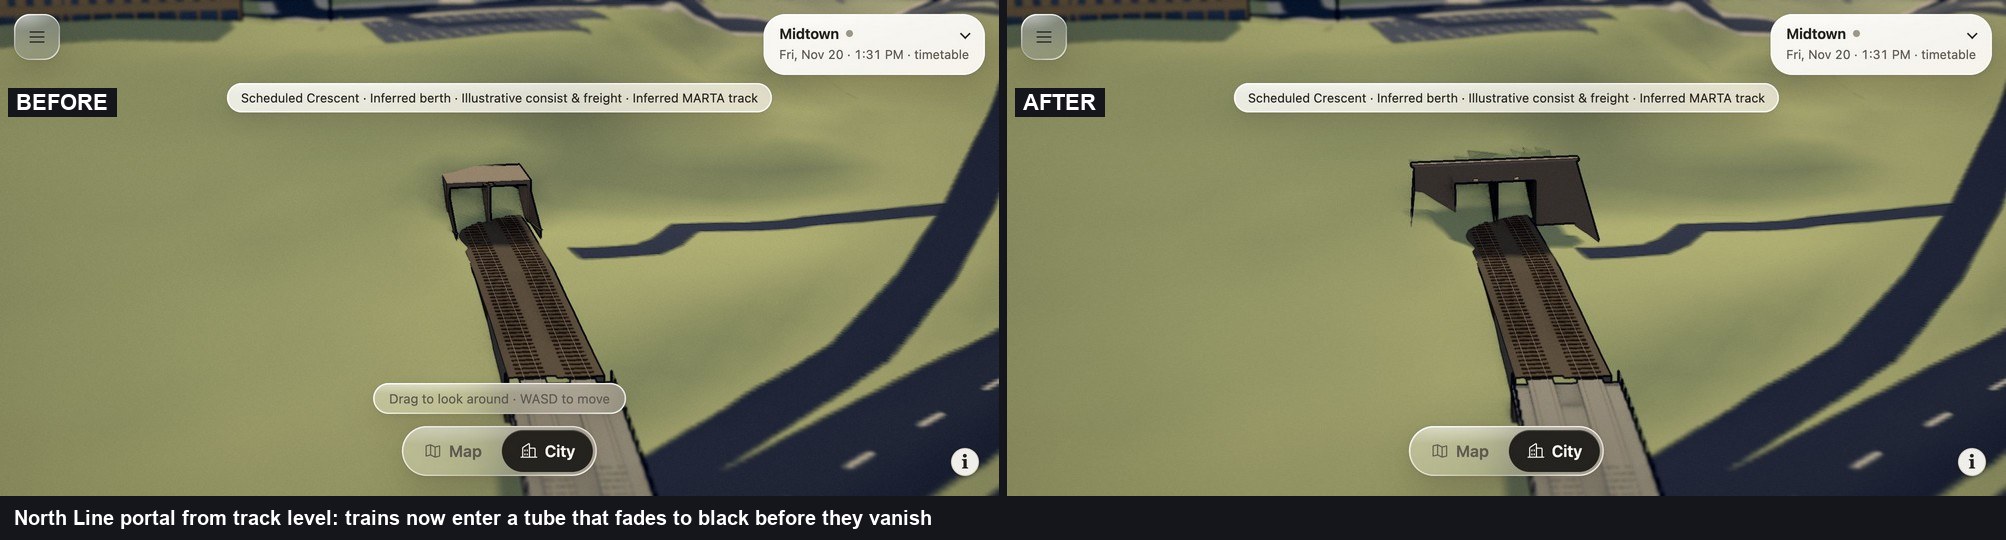 Midtown
Fri, Nov 20 · 1:31 PM · timetable
BEFORE
Scheduled Crescent · Inferred berth · Illustrative consist & freight · Inferred MARTA track
Drag to look around · WASD to move
Map
City
i
Midtown
Fri, Nov 20 · 1:31 PM · timetable
AFTER
Scheduled Crescent · Inferred berth · Illustrative consist & freight · Inferred MARTA track
Map
City
i
North Line portal from track level: trains now enter a tube that fades to black before they vanish